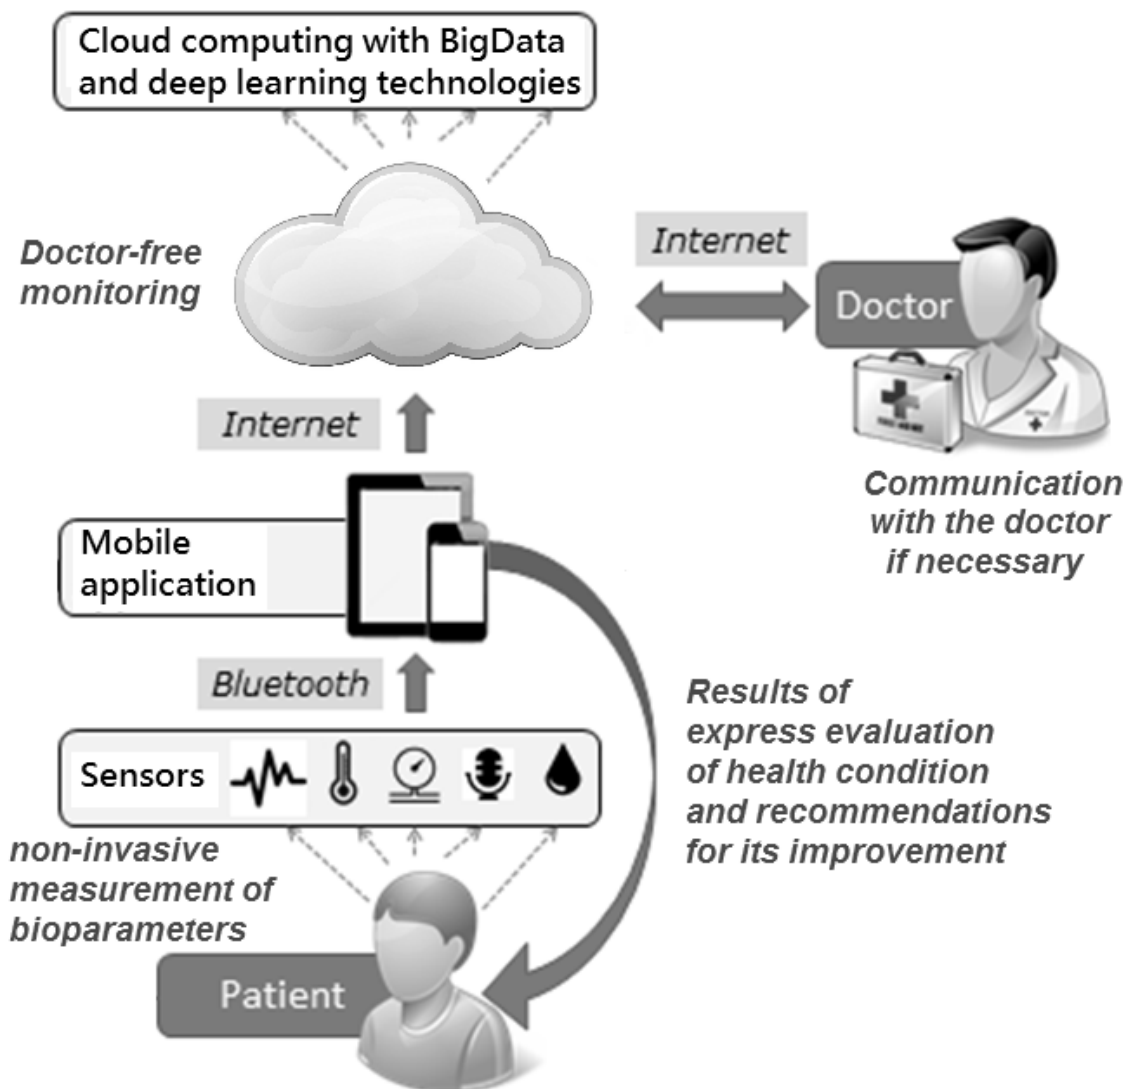 Cloud computing with BigData
and deep learning technologies
Doctor-free
monitoring
Internet
Doctor
Internet
Communication
with the doctor
if necessary
Mobile
application
Bluetooth
Results of
express evaluation
of health condition
and recommendations
for its improvement
Sensors
non-invasive
measurement of
bioparameters
Patient